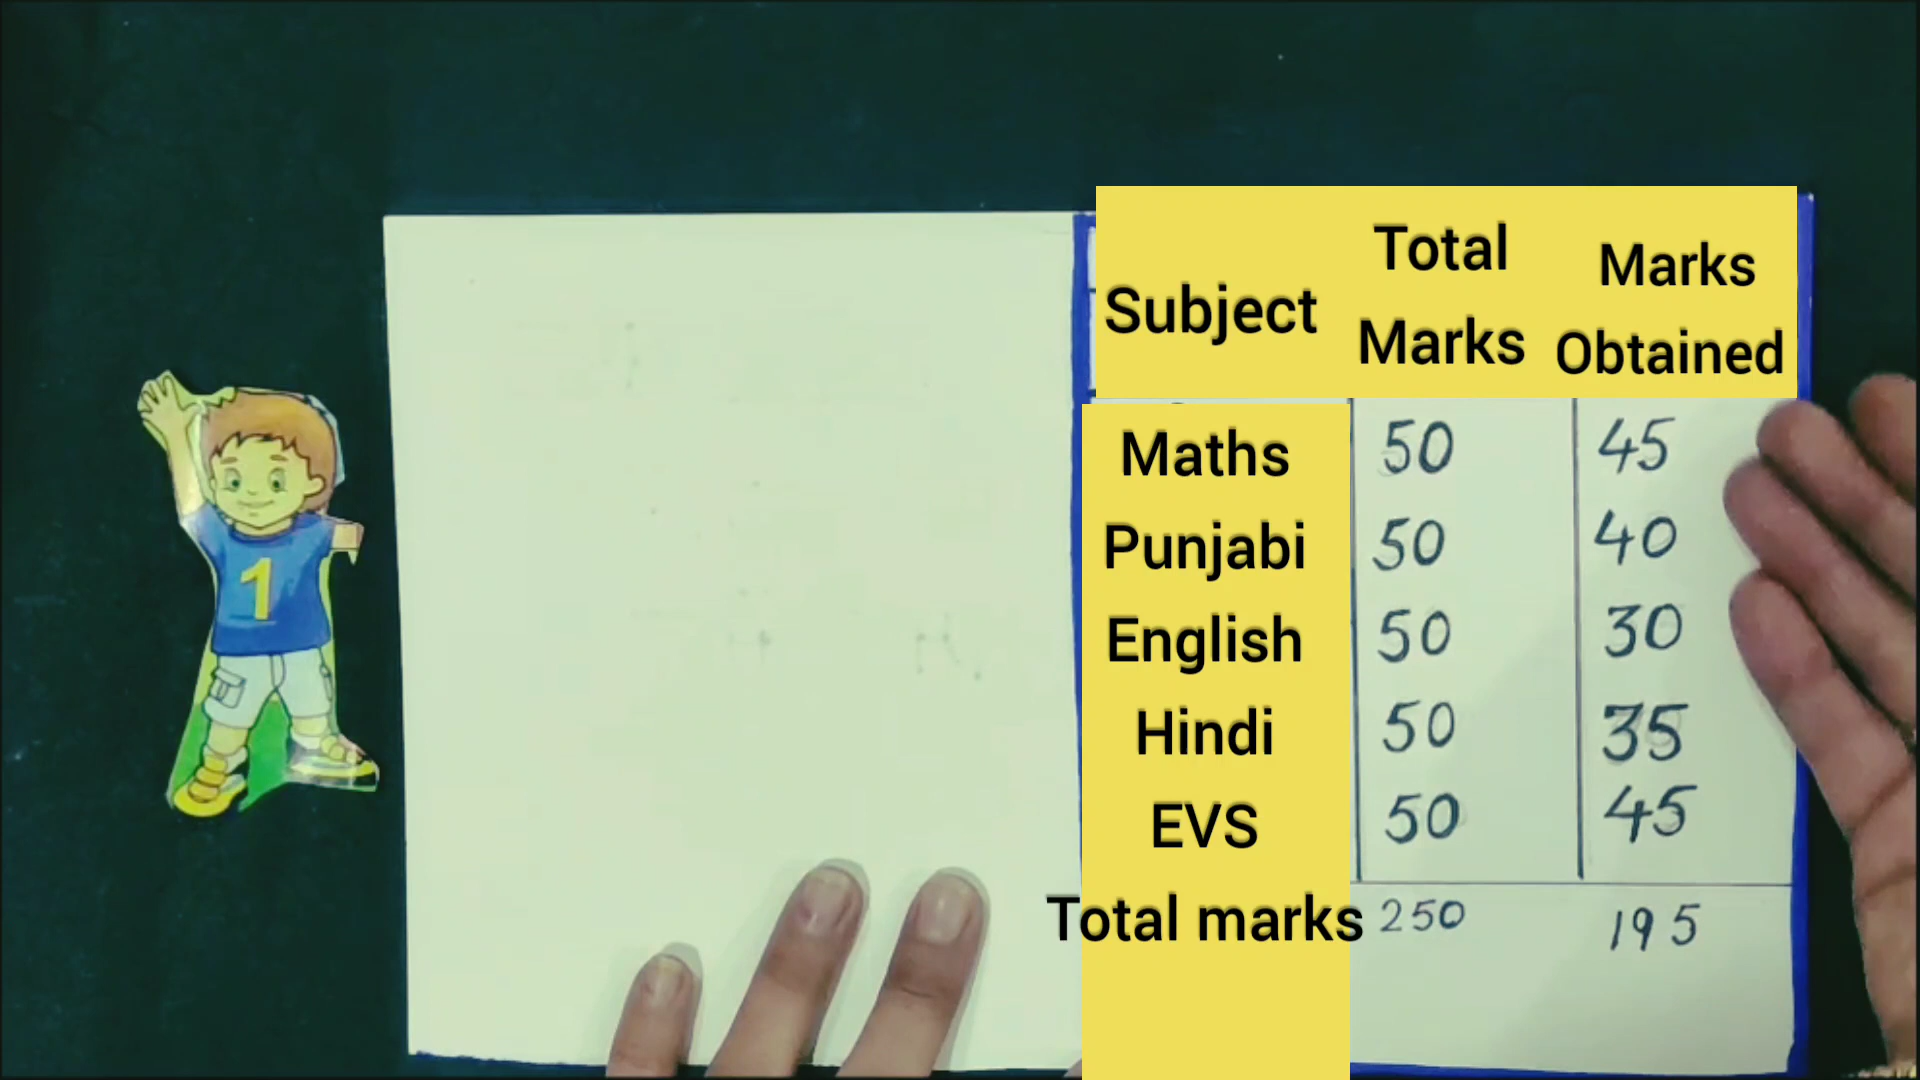 Subject Total Marks Marks Obtained
Maths 50 45
Punjabi 50 40
English 50 30
Hindi 50 35
EVS 50 45
Total marks 250 195
1